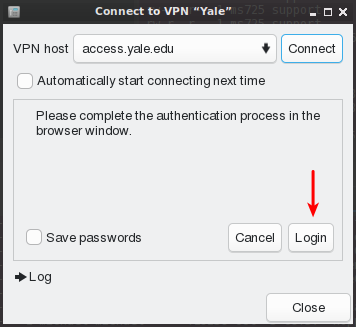 Connect to VPN “Yale”
VPN host access.yale.edu Connect
Automatically start connecting next time
Please complete the authentication process in the
browser window.
Save passwords Cancel Login
Log
Close